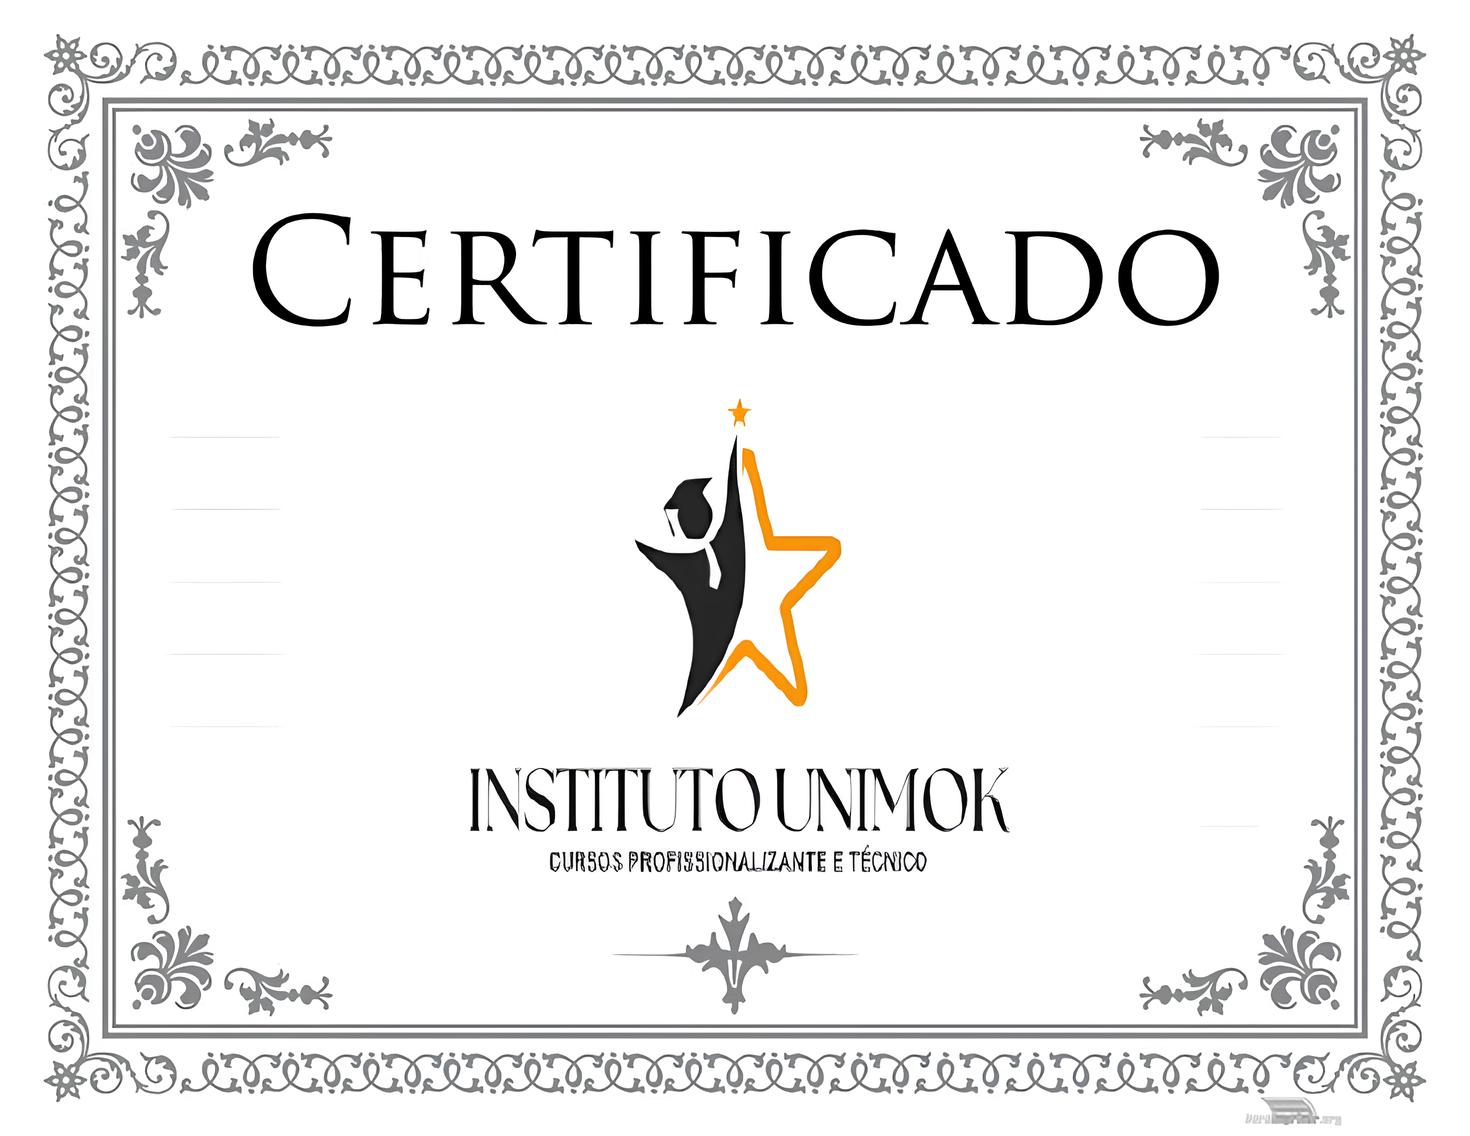 CERTIFICADO
INSTITUTO UNIMOK
CURSOS PROFISSIONALIZANTE E TÉCNICO